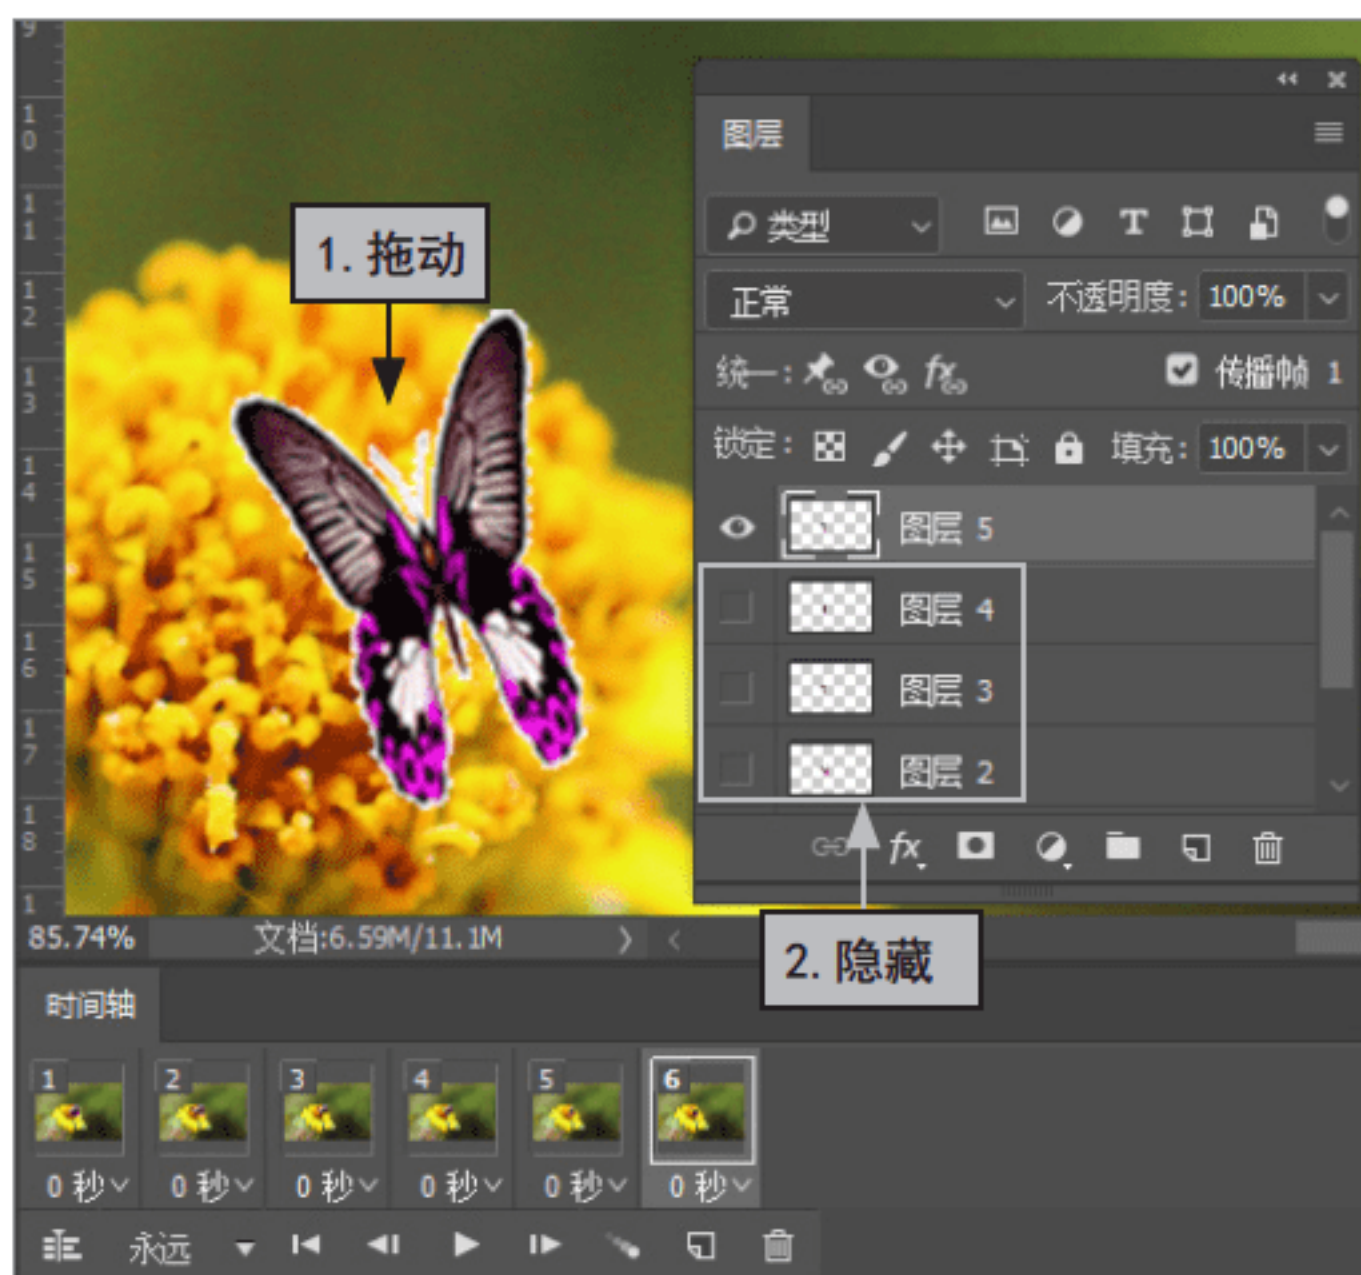 9
10
11
12
13
14
15
16
17
18
1
1. 拖动
图层
类型
正常
不透明度: 100%
统一:
传播帧 1
锁定:
填充: 100%
图层 5
图层 4
图层 3
图层 2
fx
2. 隐藏
85.74% 文档:6.59M/11.1M
时间轴
1 2 3 4 5 6
0 秒 0 秒 0 秒 0 秒 0 秒 0 秒
永远